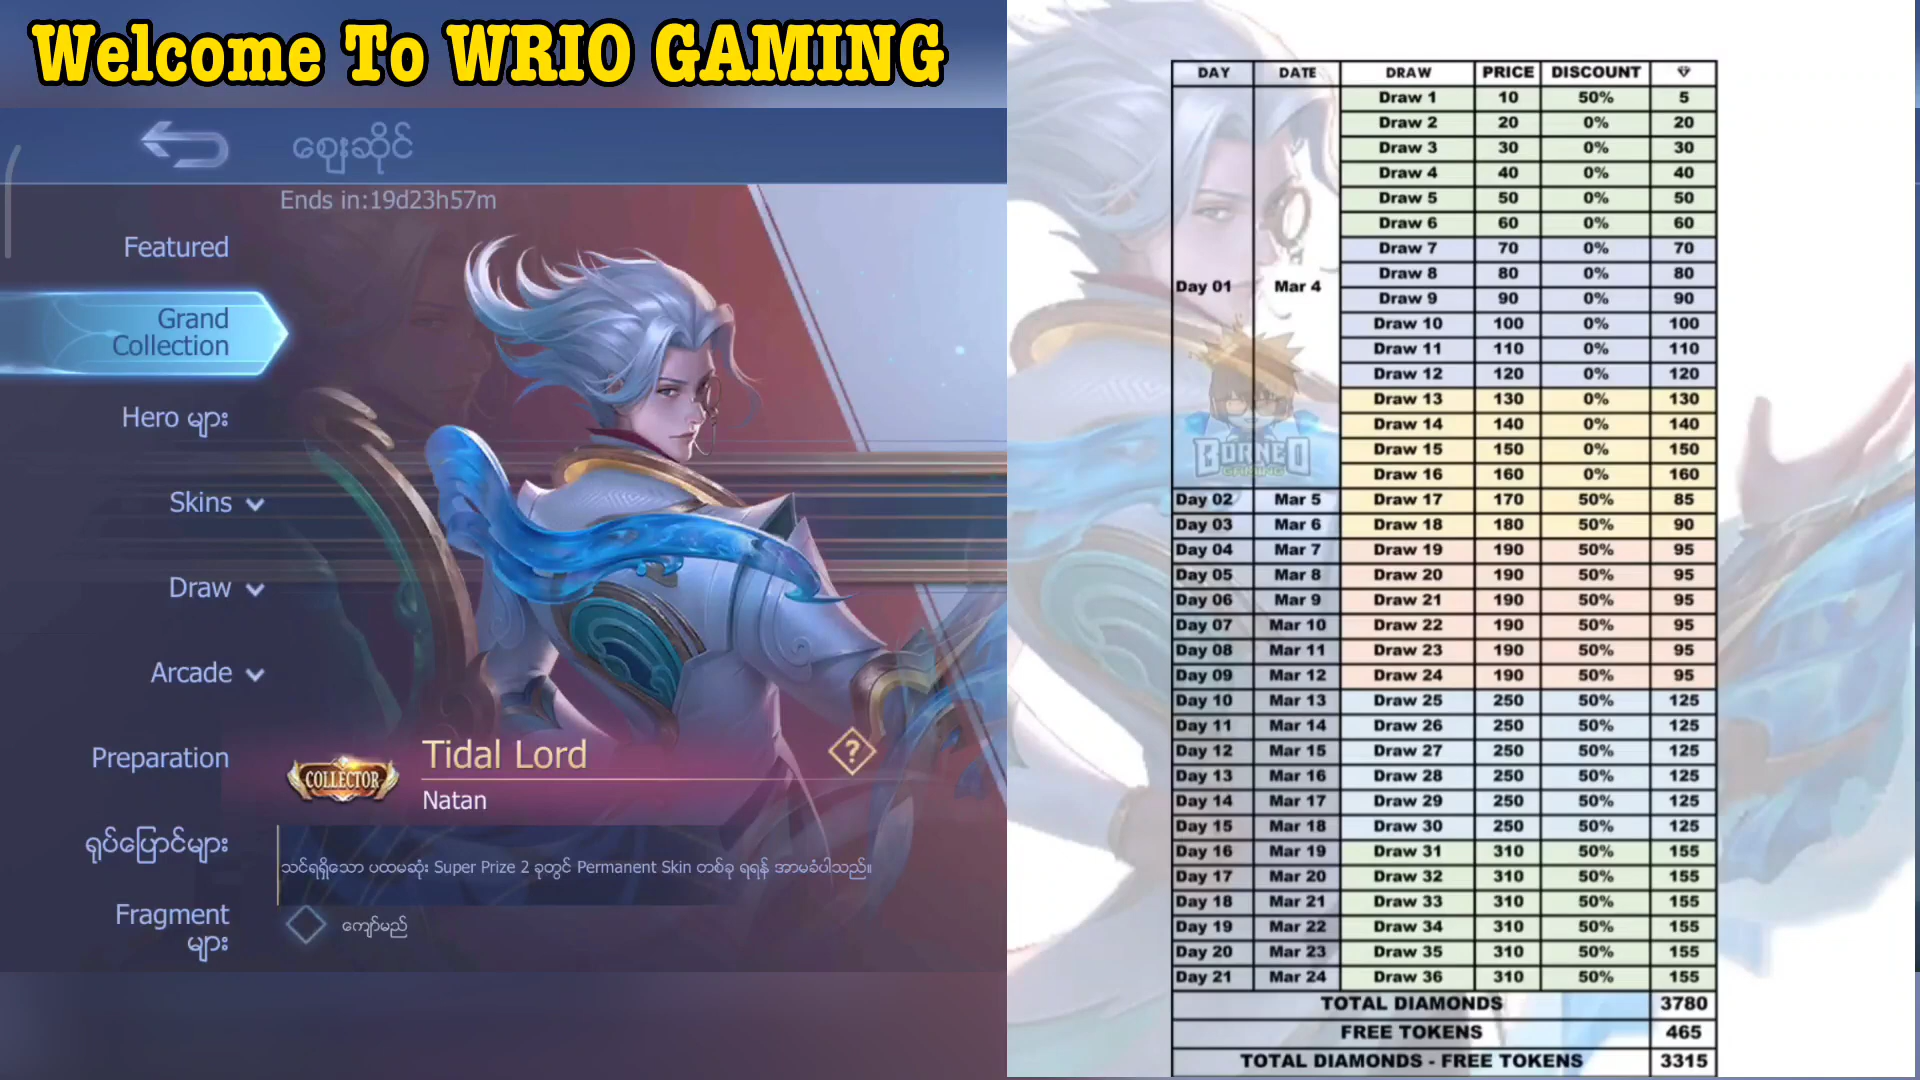 Welcome To WRIO GAMING
ဈေးဆိုင်
Ends in:19d23h57m
Featured
Grand
Collection
Hero များ
Skins
Draw
Arcade
Preparation
ရုပ်ပြောင်များ
Fragment
များ
COLLECTOR
Tidal Lord
?
Natan
သင်ရရှိသော ပထမဆုံး Super Prize 2 ခုတွင် Permanent Skin တစ်ခု ရရန် အာမခံပါသည်။
ကျော်မည်
DAY DATE DRAW PRICE DISCOUNT
Draw 1 10 50% 5
Draw 2 20 0% 20
Draw 3 30 0% 30
Draw 4 40 0% 40
Draw 5 50 0% 50
Draw 6 60 0% 60
Draw 7 70 0% 70
Draw 8 80 0% 80
Day 01 Mar 4
Draw 9 90 0% 90
Draw 10 100 0% 100
Draw 11 110 0% 110
Draw 12 120 0% 120
Draw 13 130 0% 130
Draw 14 140 0% 140
Draw 15 150 0% 150
Draw 16 160 0% 160
BORNEO
GAMING
Day 02 Mar 5 Draw 17 170 50% 85
Day 03 Mar 6 Draw 18 180 50% 90
Day 04 Mar 7 Draw 19 190 50% 95
Day 05 Mar 8 Draw 20 190 50% 95
Day 06 Mar 9 Draw 21 190 50% 95
Day 07 Mar 10 Draw 22 190 50% 95
Day 08 Mar 11 Draw 23 190 50% 95
Day 09 Mar 12 Draw 24 190 50% 95
Day 10 Mar 13 Draw 25 250 50% 125
Day 11 Mar 14 Draw 26 250 50% 125
Day 12 Mar 15 Draw 27 250 50% 125
Day 13 Mar 16 Draw 28 250 50% 125
Day 14 Mar 17 Draw 29 250 50% 125
Day 15 Mar 18 Draw 30 250 50% 125
Day 16 Mar 19 Draw 31 310 50% 155
Day 17 Mar 20 Draw 32 310 50% 155
Day 18 Mar 21 Draw 33 310 50% 155
Day 19 Mar 22 Draw 34 310 50% 155
Day 20 Mar 23 Draw 35 310 50% 155
Day 21 Mar 24 Draw 36 310 50% 155
TOTAL DIAMONDS 3780
FREE TOKENS 465
TOTAL DIAMONDS - FREE TOKENS 3315